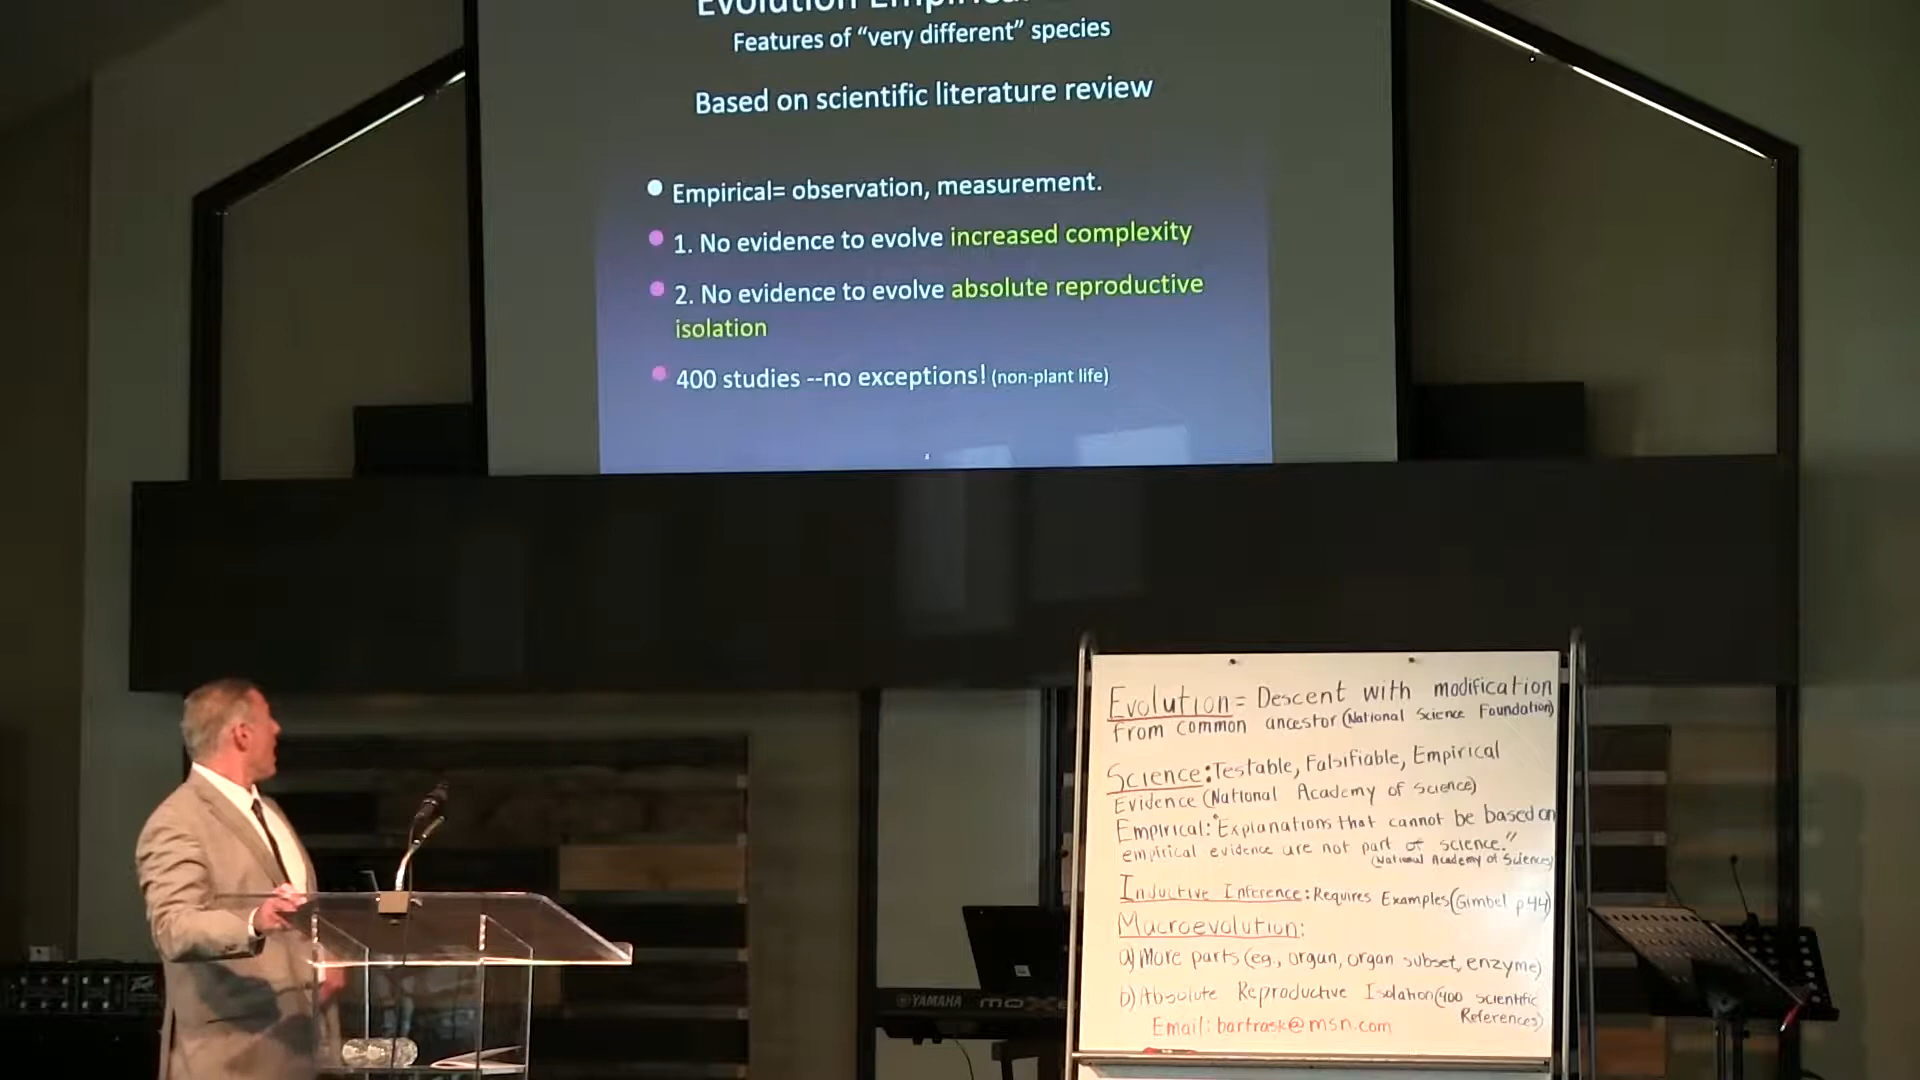 Evolution Empirical
Features of "very different" species
Based on scientific literature review
Empirical= observation, measurement.
1. No evidence to evolve increased complexity
2. No evidence to evolve absolute reproductive
isolation
400 studies --no exceptions! (non-plant life)
Evolution = Descent with modification
from common ancestor (National Science Foundation)
Science: Testable, Falsifiable, Empirical
Evidence (National Academy of Science)
Empirical: "Explanations that cannot be based on
empirical evidence are not part of science."
(National Academy of Sciences)
Inductive Inference: Requires Examples (Gimbel p44)
Macroevolution:
a) More parts (eg., organ, organ subset, enzyme)
b) Absolute Reproductive Isolation (400 scientific
References)
Email: bartrask@msn.com
YAMAHA